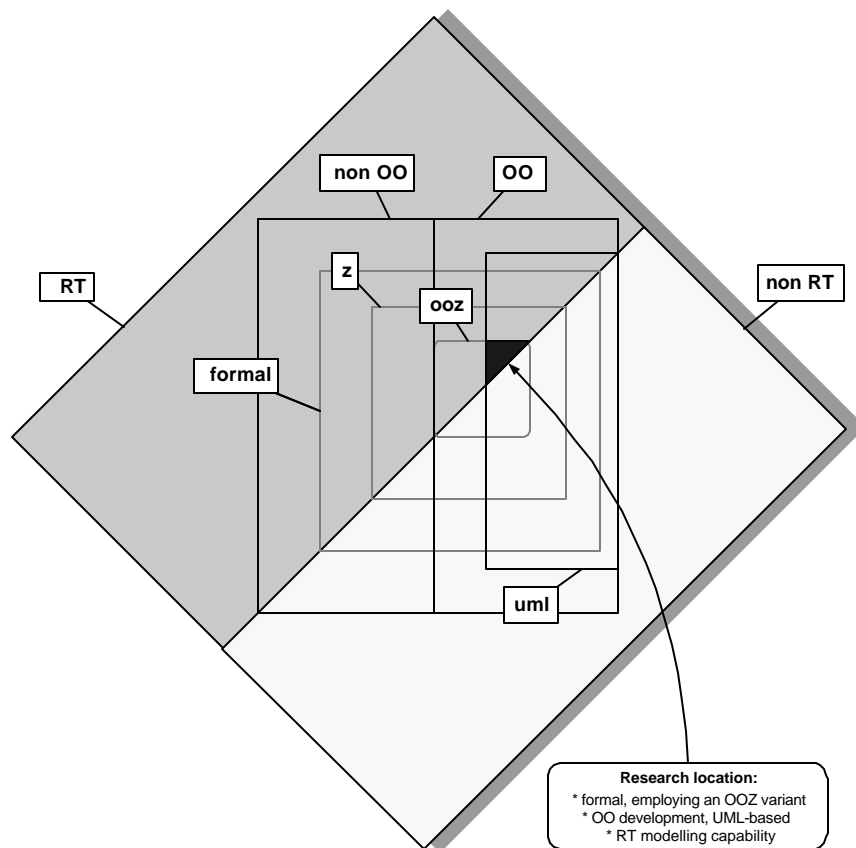 non OO
OO
z
RT
non RT
ooz
formal
uml
Research location:
* formal, employing an OOZ variant
* OO development, UML-based
* RT modelling capability